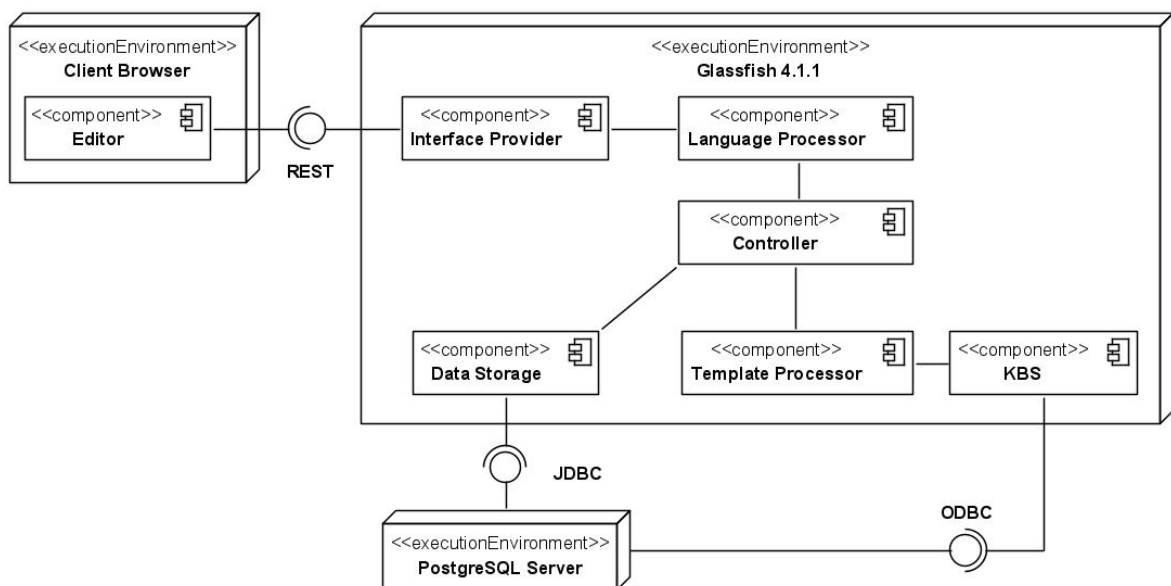 <<executionEnvironment>>
Client Browser
<<component>>
Editor
REST
<<executionEnvironment>>
Glassfish 4.1.1
<<component>>
Interface Provider
<<component>>
Language Processor
<<component>>
Controller
<<component>>
Data Storage
<<component>>
Template Processor
<<component>>
KBS
JDBC
ODBC
<<executionEnvironment>>
PostgreSQL Server